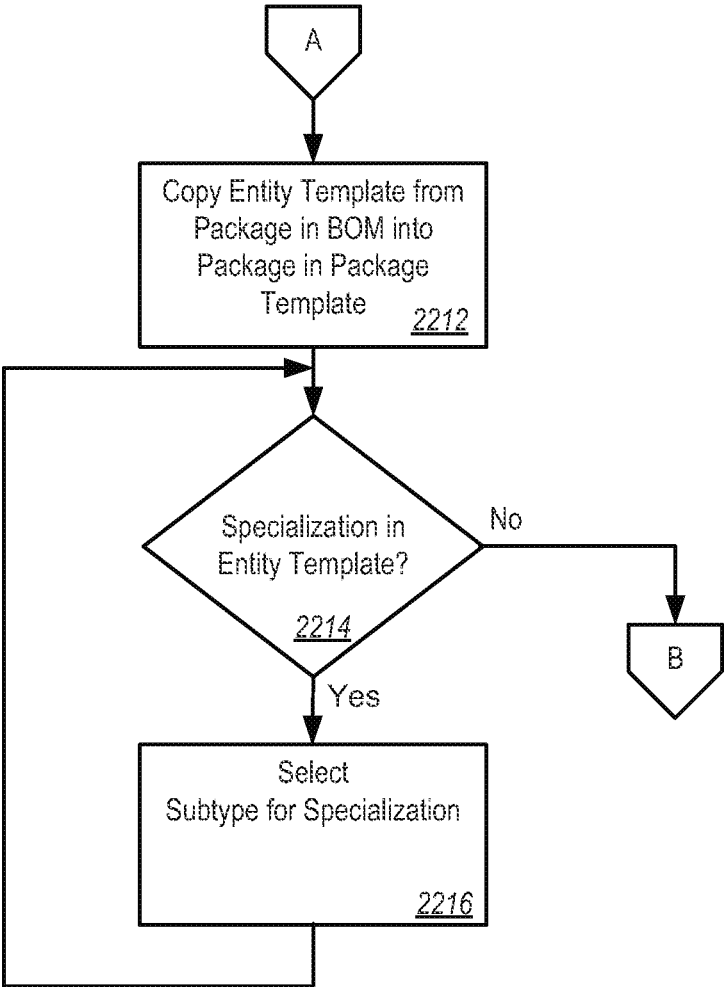 A
Copy Entity Template from
Package in BOM into
Package in Package
Template
2212
Specialization in
Entity Template?
2214
No
B
Yes
Select
Subtype for Specialization
2216